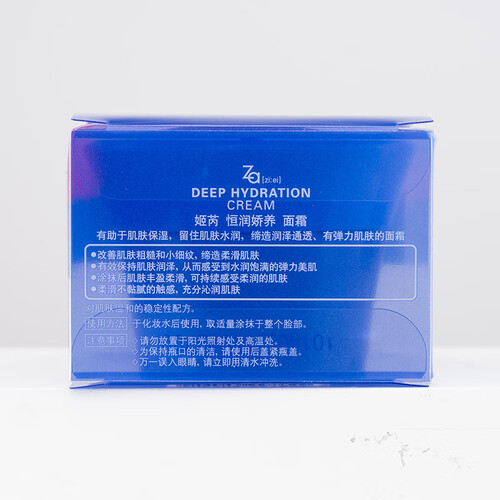 Za [zi:ei]
DEEP HYDRATION
CREAM
姬芮 恒润娇养 面霜
有助于肌肤保湿，留住肌肤水润，缔造润泽通透、有弹力肌肤的面霜
●改善肌肤粗糙和小细纹，缔造柔滑肌肤
●有效保持肌肤润泽，从而感受到水润饱满的弹力美肌
●涂抹后肌肤丰盈柔滑，可持续感受柔润的肌肤
●柔滑不黏腻的触感，充分沁润肌肤
对肌肤温和的稳定性配方。
使用方法 于化妆水后使用，取适量涂抹于整个脸部。
注意事项 ○请勿放置于阳光照射处及高温处。
○为保持瓶口的清洁，请使用后盖紧瓶盖。
○万一误入眼睛，请立即用清水冲洗。